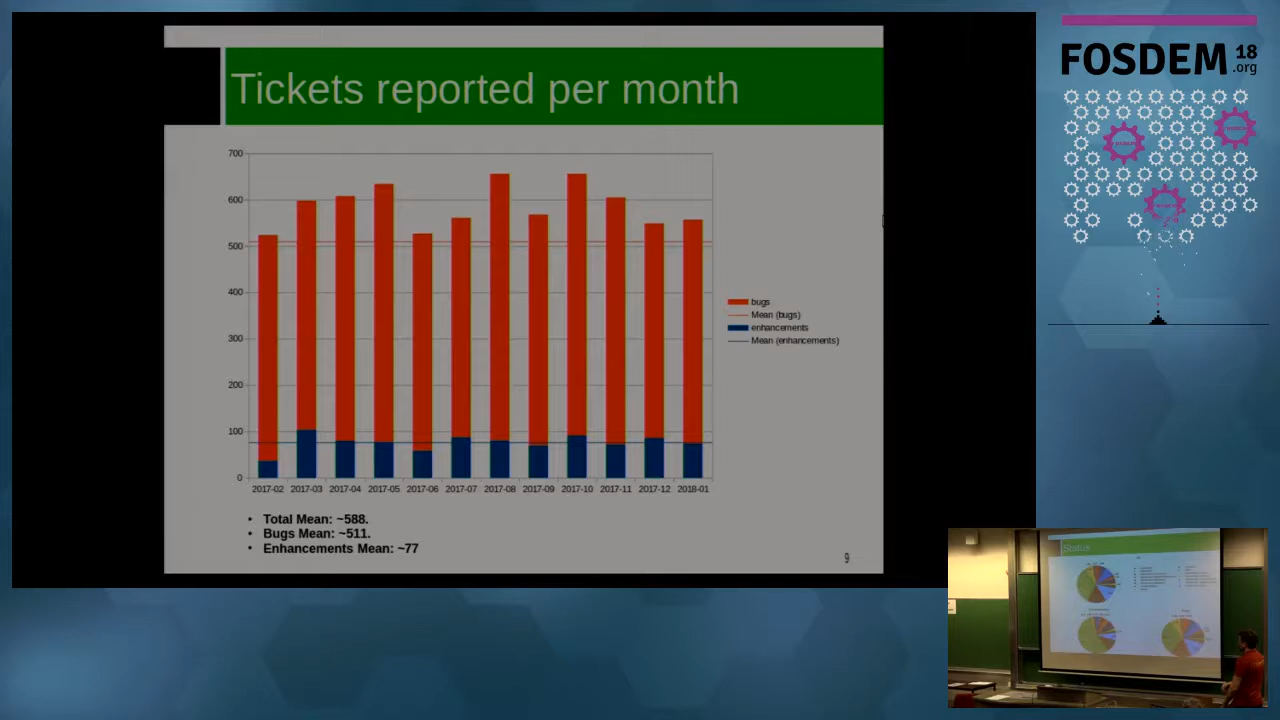 Tickets reported per month
700
600
500
400
300
200
100
0
2017-02 2017-03 2017-04 2017-05 2017-06 2017-07 2017-08 2017-09 2017-10 2017-11 2017-12 2018-01
bugs
Mean (bugs)
enhancements
Mean (enhancements)
• Total Mean: ~588.
• Bugs Mean: ~511.
• Enhancements Mean: ~77
9
FOSDEM 18
.org
Status